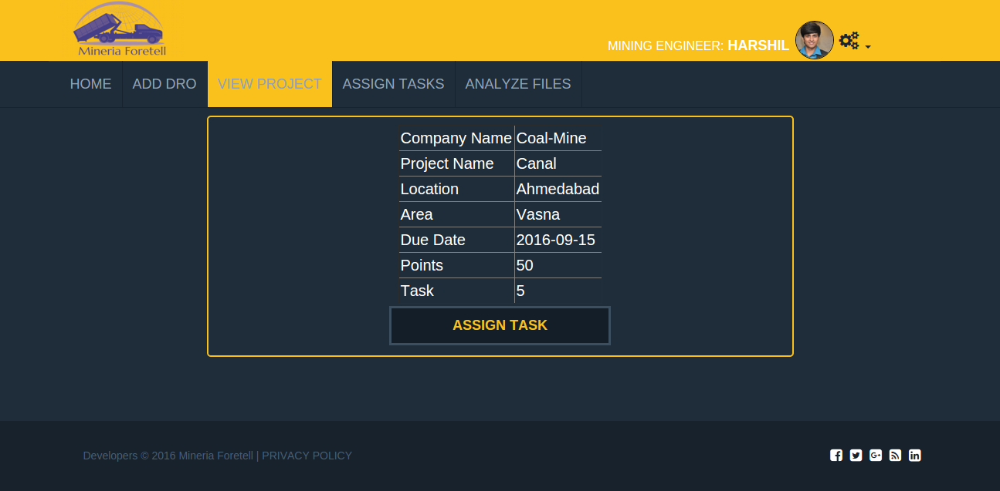 Mineria Foretell
MINING ENGINEER: HARSHIL
HOME ADD DRO VIEW PROJECT ASSIGN TASKS ANALYZE FILES
Company Name Coal-Mine
Project Name Canal
Location Ahmedabad
Area Vasna
Due Date 2016-09-15
Points 50
Task 5
ASSIGN TASK
Developers © 2016 Mineria Foretell | PRIVACY POLICY